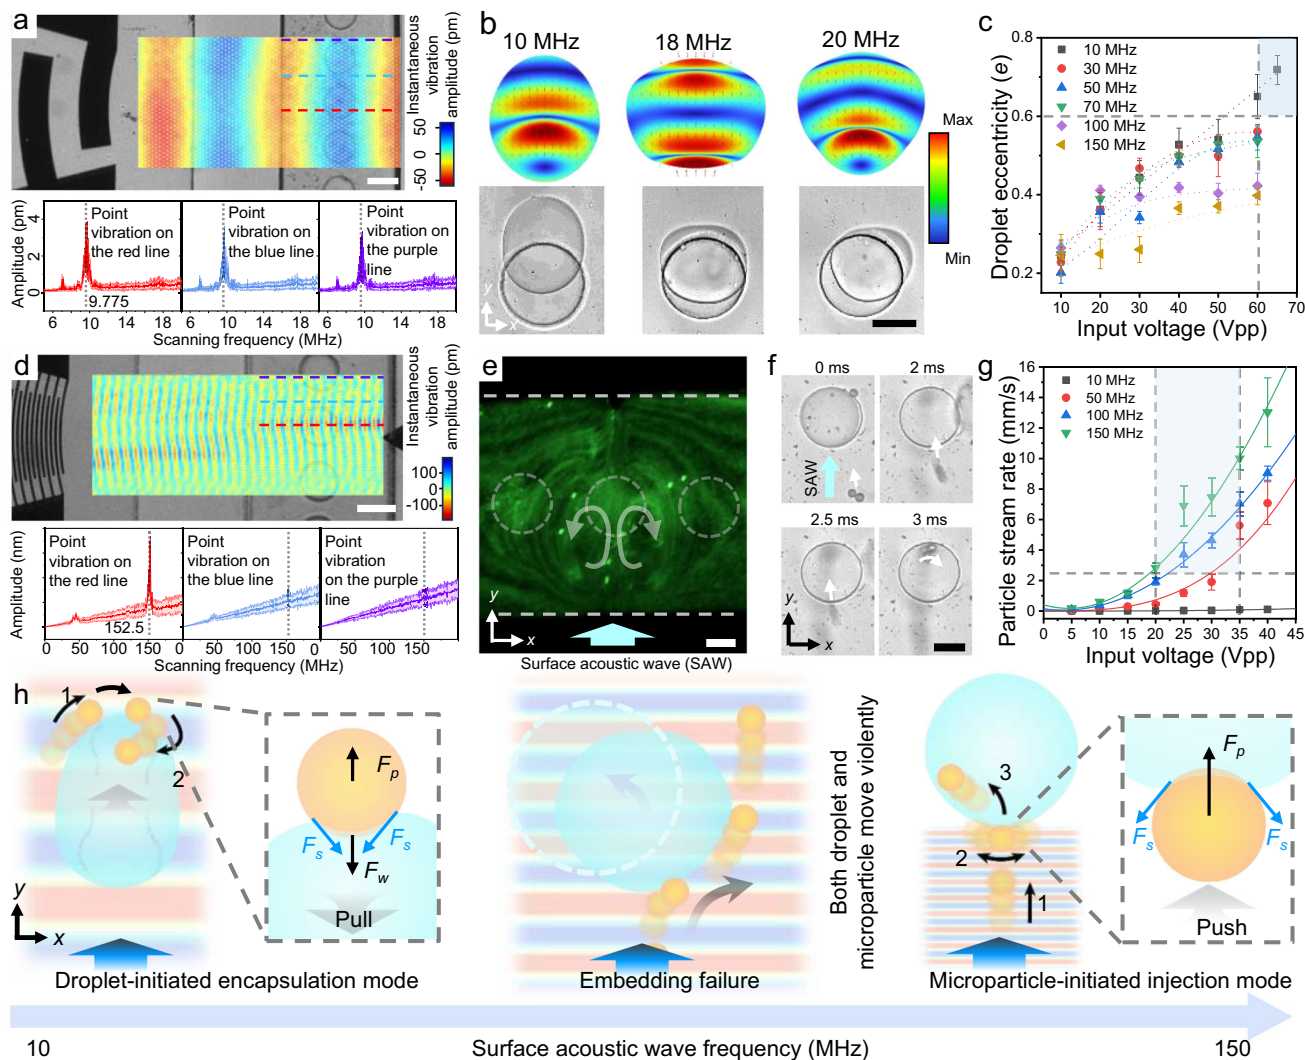 a
Instantaneous
vibration
amplitude (pm)
50
0
-50
Amplitude (pm)
4
2
0
Point
vibration on
the red line
9.775
Point
vibration on
the blue line
Point
vibration on
the purple
line
6 10 14 6 10 14 6 10 14 20
Scanning frequency (MHz)
b
10 MHz
18 MHz
20 MHz
Max
Min
y
x
c
Droplet eccentricity (e)
0.8
0.6
0.4
0.2
10 MHz
30 MHz
50 MHz
70 MHz
100 MHz
150 MHz
10 20 30 40 50 60 70
Input voltage (Vpp)
d
Instantaneous
vibration
amplitude (pm)
100
0
-100
Amplitude (nm)
Point
vibration on
the red line
152.5
Point
vibration on
the blue line
Point
vibration
on the purple
line
0 50 100 150 0 50 100 150 0 50 100 150
MHz MHz MHz
Scanning frequency (MHz)
e
y
x
Surface acoustic wave (SAW)
f
0 ms
2 ms
SAW
2.5 ms
3 ms
y
x
g
Particle stream rate (mm/s)
16
14
12
10
8
6
4
2
0
10 MHz
50 MHz
100 MHz
150 MHz
0 5 10 15 20 25 30 35 40 45
Input voltage (Vpp)
h
1
2
Fp
Fs
Fs
Fw
Pull
y
x
Droplet-initiated encapsulation mode
Embedding failure
Both droplet and
microparticle move violently
3
2
1
Fp
Fs
Fs
Push
Microparticle-initiated injection mode
10
Surface acoustic wave frequency (MHz)
150